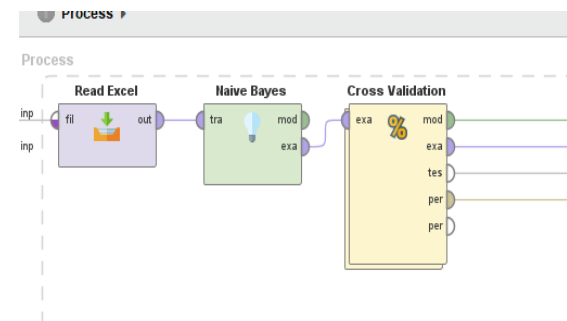 Process
Process
Read Excel
Naive Bayes
Cross Validation
inp
fil
out
tra
mod
exa
mod
inp
exa
exa
tes
per
per